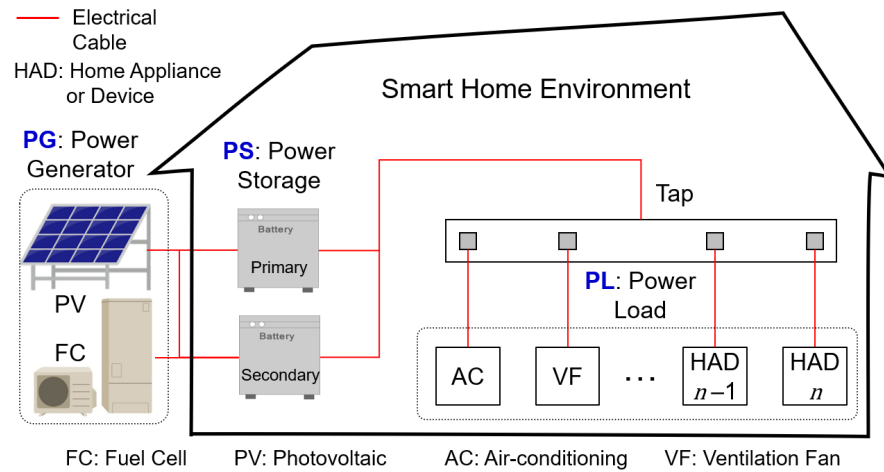 Electrical
Cable
HAD: Home Appliance
or Device
Smart Home Environment
PG: Power
Generator
PS: Power
Storage
Tap
Battery
Primary
PL: Power
Load
PV
FC
Battery
Secondary
AC
VF
...
HAD
n–1
HAD
n
FC: Fuel Cell
PV: Photovoltaic
AC: Air-conditioning
VF: Ventilation Fan